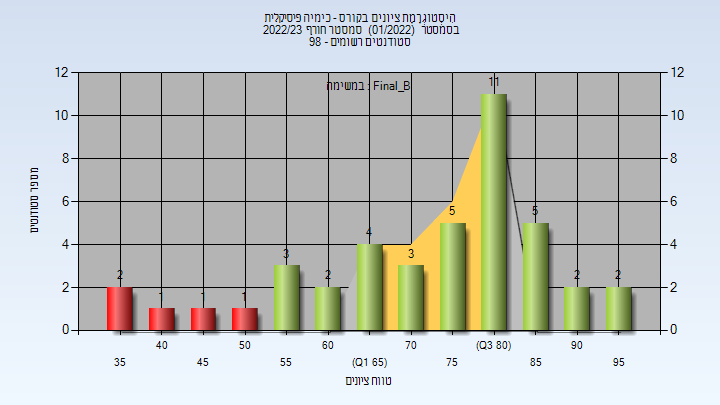 היסטוגרמת ציונים בקורס - כימיה פיסיקלית
בסמסטר (01/2022) סמסטר חורף 2022/23
סטודנטים רשומים - 98
במשימה : Final_B
12 12
10 10
8 8
6 6
4 4
2 2
0 0
מספר סטודנטים
2 1 1 1 3 2 4 3 5 11 5 2 2
40 50 60 70 (Q3 80) 90
35 45 55 (Q1 65) 75 85 95
טווח ציונים